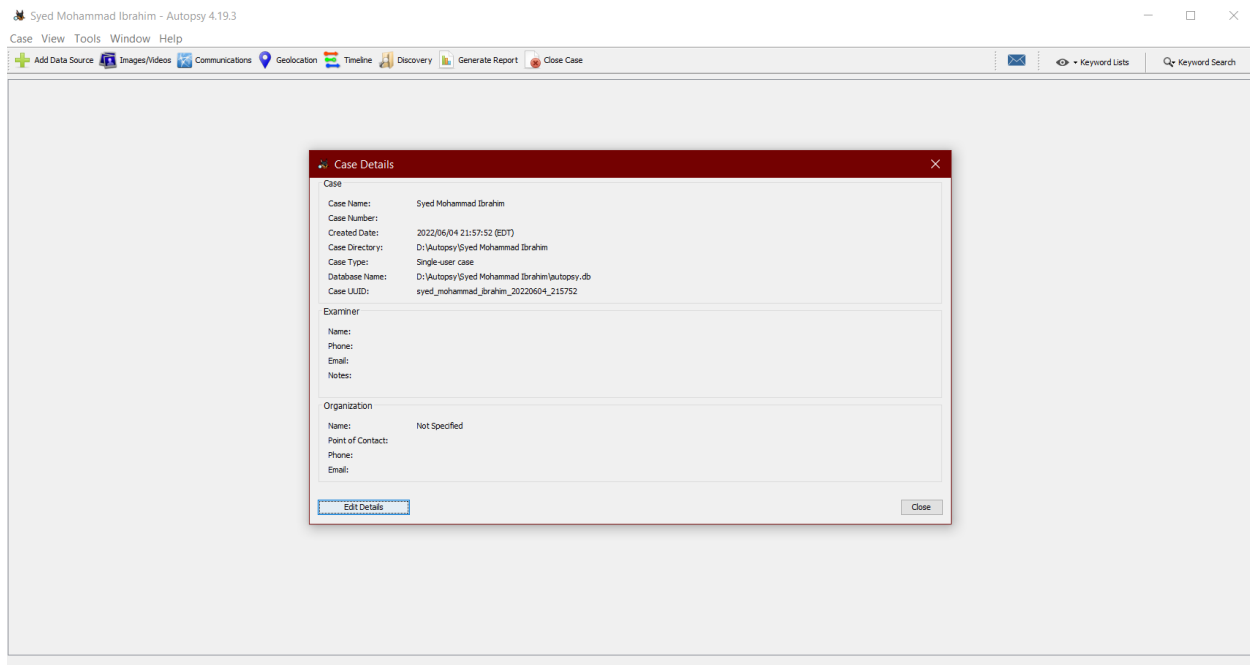 Syed Mohammad Ibrahim - Autopsy 4.19.3
Case View Tools Window Help
Add Data Source Images/Videos Communications Geolocation Timeline Discovery Generate Report Close Case Keyword Lists Keyword Search
Case Details
Case
Case Name: Syed Mohammad Ibrahim
Case Number:
Created Date: 2022/06/04 21:57:52 (EDT)
Case Directory: D:\Autopsy\Syed Mohammad Ibrahim
Case Type: Single-user case
Database Name: D:\Autopsy\Syed Mohammad Ibrahim\autopsy.db
Case UUID: syed_mohammad_ibrahim_20220604_215752
Examiner
Name:
Phone:
Email:
Notes:
Organization
Name: Not Specified
Point of Contact:
Phone:
Email:
Edit Details Close